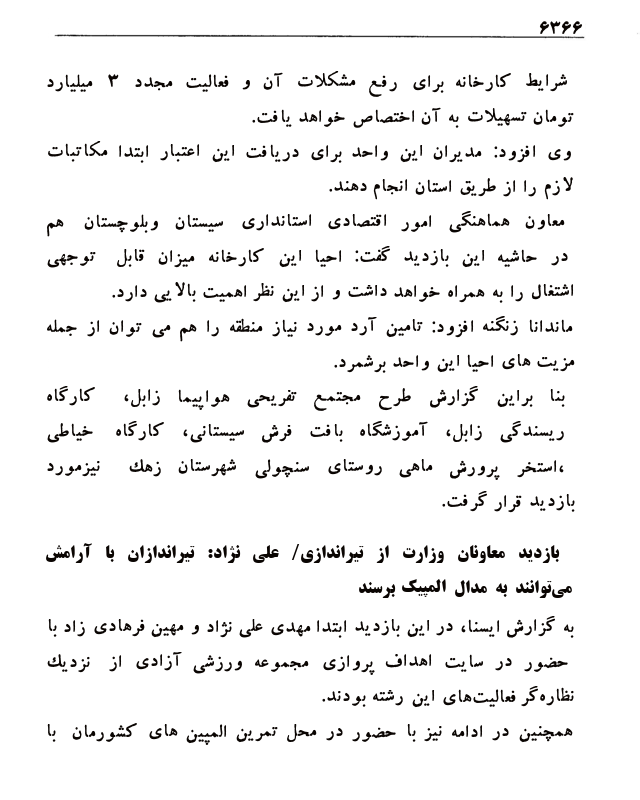 ۶۳۶۶
شرایط کارخانه برای رفع مشکلات آن و فعالیت مجدد ۳ میلیارد
تومان تسهیلات به آن اختصاص خواهد یافت.
وی افزود: مدیران این واحد برای دریافت این اعتبار ابتدا مکاتبات
لازم را از طریق استان انجام دهند.
معاون هماهنگی امور اقتصادی استانداری سیستان وبلوچستان هم
در حاشیه این بازدید گفت: احیا این کارخانه میزان قابل توجهی
اشتغال را به همراه خواهد داشت و از این نظر اهمیت بالایی دارد.
ماندانا زنگنه افزود: تامین آرد مورد نیاز منطقه را هم می توان از جمله
مزیت های احیا این واحد برشمرد.
بنا براین گزارش طرح مجتمع تفریحی هواپیما زابل، کارگاه
ریسندگی زابل، آموزشگاه بافت فرش سیستانی، کارگاه خیاطی
،استخر پرورش ماهی روستای سنچولی شهرستان زهك نیزمورد
بازدید قرار گرفت.
بازدید معاونان وزارت از تیراندازی/ علی نژاد: تیراندازان با آرامش
می‌توانند به مدال المپیک برسند
به گزارش ایسنا، در این بازدید ابتدا مهدی علی نژاد و مهین فرهادی زاد با
حضور در سایت اهداف پروازی مجموعه ورزشی آزادی از نزدیك
نظاره‌گر فعالیت‌های این رشته بودند.
همچنین در ادامه نیز با حضور در محل تمرین المپین های کشورمان با